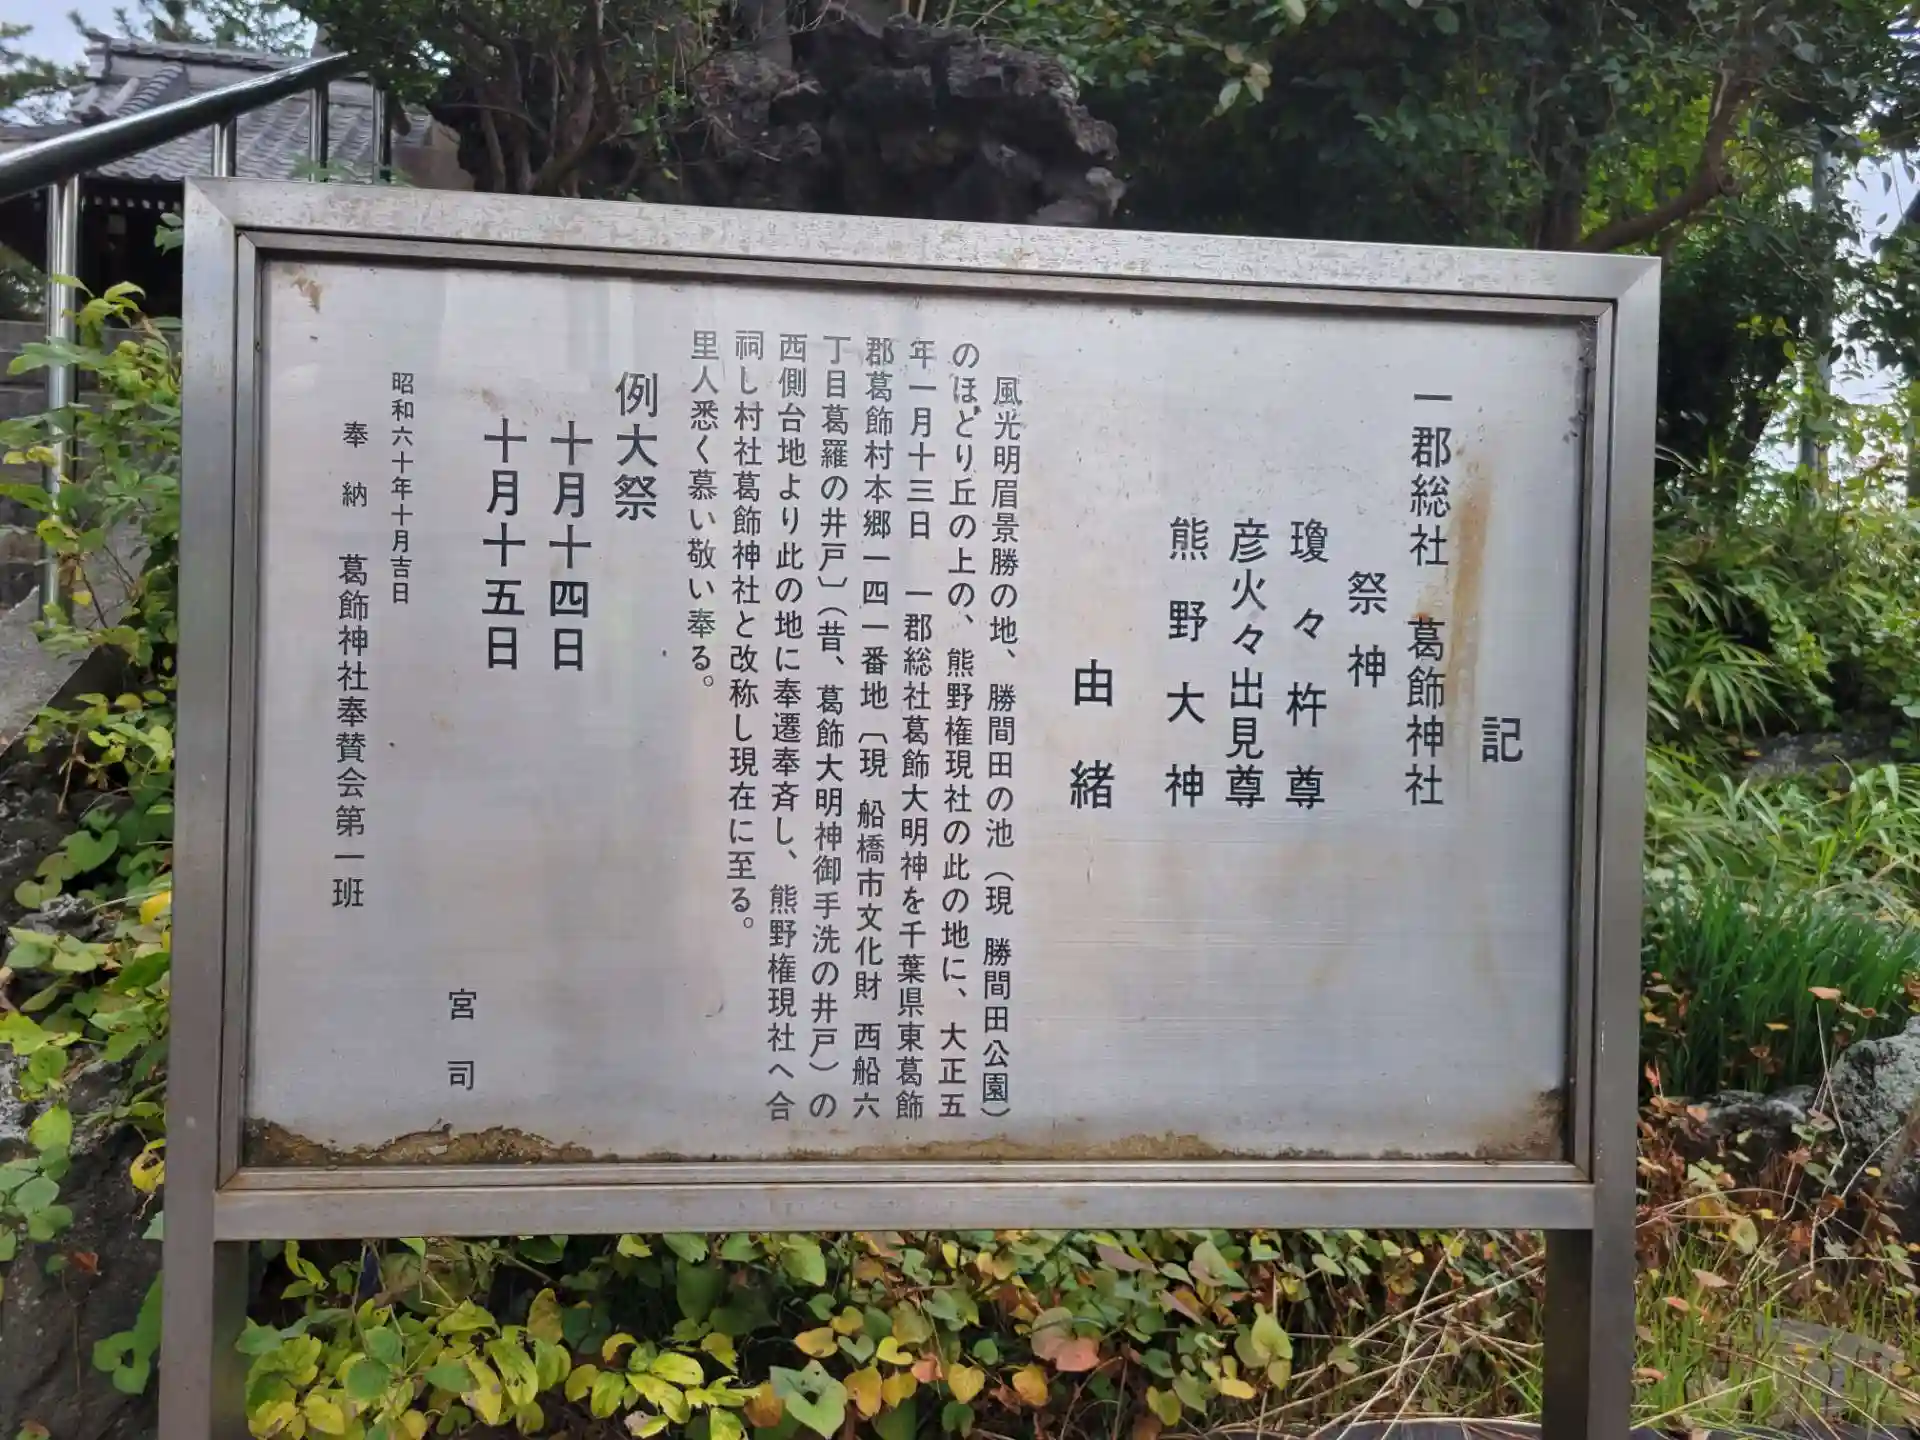 記
一郡総社 葛飾神社
祭神
瓊々杵尊
彦火々出見尊
熊野大神
由緒
風光明眉景勝の地、勝間田の池（現 勝間田公園）
のほどり丘の上の、熊野権現社の此の地に、大正五
年一月十三日 一郡総社葛飾大明神を千葉県東葛飾
郡葛飾村本郷一四一番地〔現 船橋市文化財 西船六
丁目葛羅の井戸〕（昔、葛飾大明神御手洗の井戸）の
西側台地より此の地に奉遷奉斉し、熊野権現社へ合
祠し村社葛飾神社と改称し現在に至る。
里人悉く慕い敬い奉る。
例大祭
十月十四日
十月十五日
宮司
昭和六十年十月吉日
奉納 葛飾神社奉賛会第一班